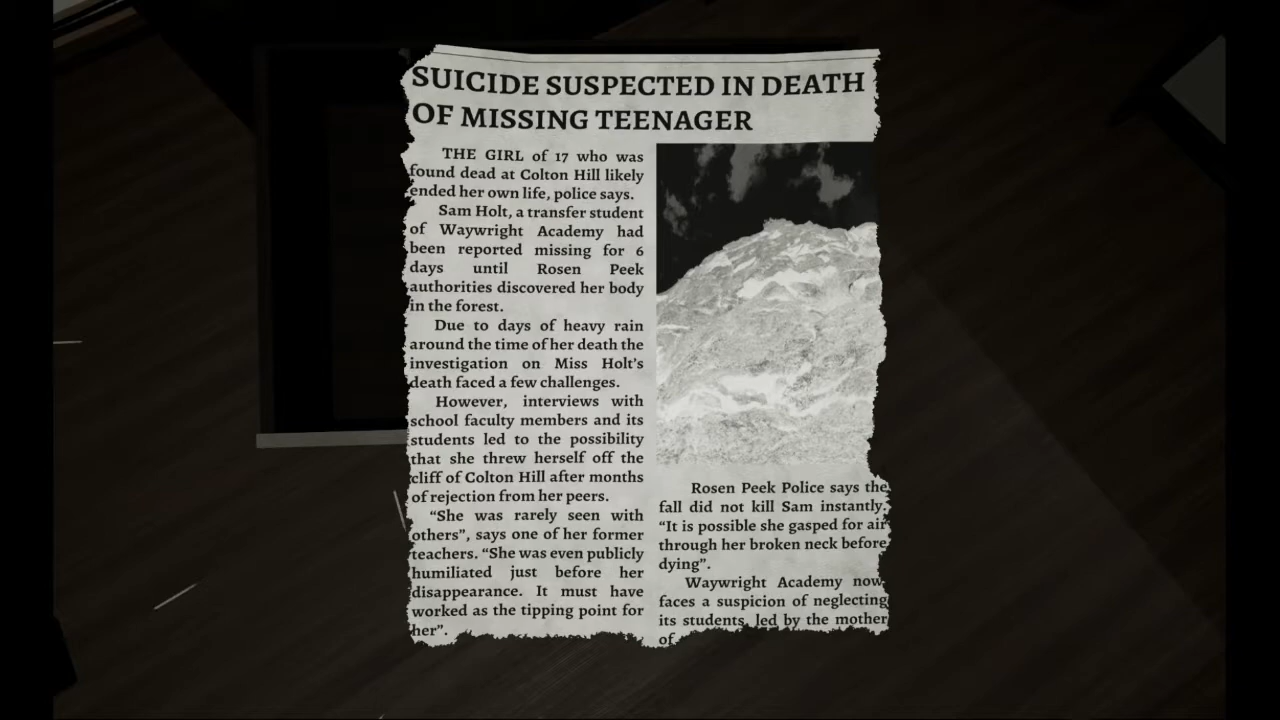 SUICIDE SUSPECTED IN DEATH
OF MISSING TEENAGER
THE GIRL of 17 who was
found dead at Colton Hill likely
ended her own life, police says.
Sam Holt, a transfer student
of Waywright Academy had
been reported missing for 6
days until Rosen Peek
authorities discovered her body
in the forest.
Due to days of heavy rain
around the time of her death the
investigation on Miss Holt's
death faced a few challenges.
However, interviews with
school faculty members and its
students led to the possibility
that she threw herself off the
cliff of Colton Hill after months
of rejection from her peers.
“She was rarely seen with
others”, says one of her former
teachers. “She was even publicly
humiliated just before her
disappearance. It must have
worked as the tipping point for
her”.
Rosen Peek Police says the
fall did not kill Sam instantly.
“It is possible she gasped for air
through her broken neck before
dying”.
Waywright Academy now
faces a suspicion of neglecting
its students, led by the mother
of